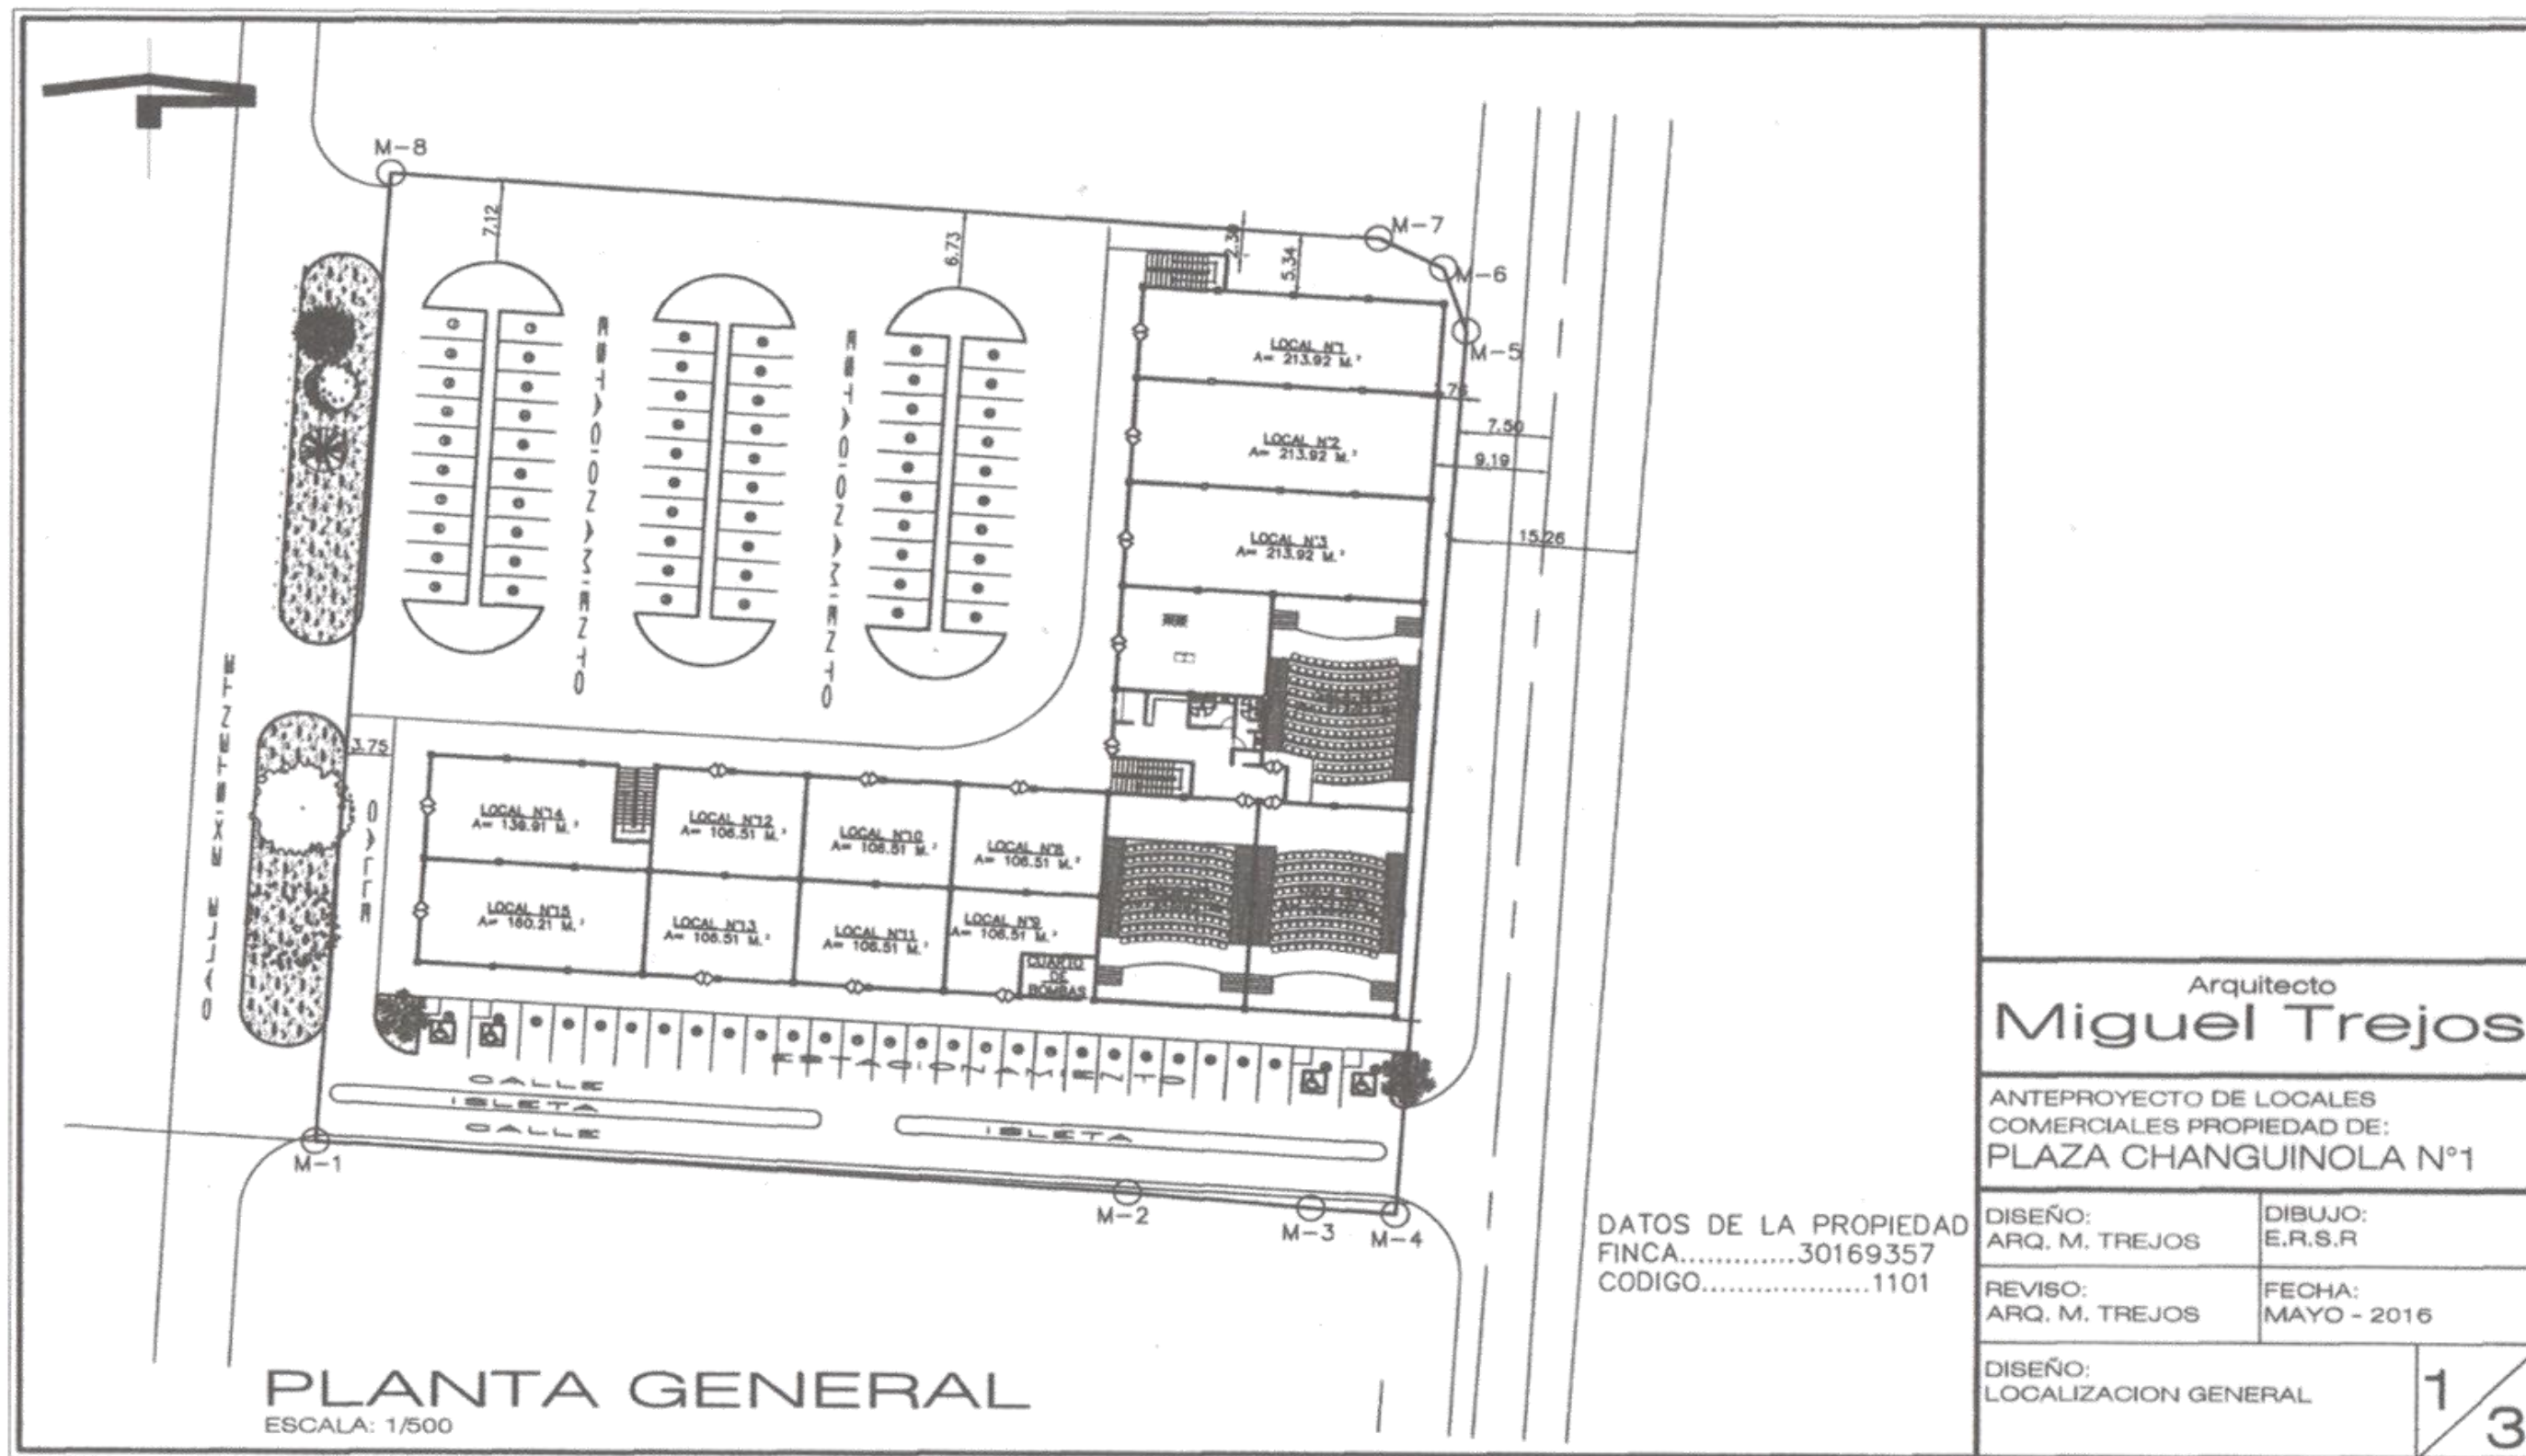 M-8
M-7
M-6
M-5
7.12
6.73
2.30
5.34
.76
7.50
9.19
15.26
ESTACIONAMIENTO
ESTACIONAMIENTO
LOCAL N°1
A= 213.92 M.²
LOCAL N°2
A= 213.92 M.²
LOCAL N°3
A= 213.92 M.²
CALLE EXISTENTE
3.75
CALLE
LOCAL N°14
A= 138.91 M.²
LOCAL N°12
A= 106.51 M.²
LOCAL N°10
A= 106.51 M.²
LOCAL N°8
A= 106.51 M.²
LOCAL N°15
A= 160.21 M.²
LOCAL N°13
A= 106.51 M.²
LOCAL N°11
A= 106.51 M.²
LOCAL N°9
A= 106.51 M.²
CUARTO
DE
BOMBAS
ESTACIONAMIENTO
CALLE
ISLETA
CALLE
ISLETA
M-1
M-2
M-3
M-4
DATOS DE LA PROPIEDAD
FINCA.............30169357
CODIGO..................1101
PLANTA GENERAL
ESCALA: 1/500
Arquitecto
Miguel Trejos
ANTEPROYECTO DE LOCALES
COMERCIALES PROPIEDAD DE:
PLAZA CHANGUINOLA N°1
DISEÑO:
ARQ. M. TREJOS
DIBUJO:
E.R.S.R
REVISO:
ARQ. M. TREJOS
FECHA:
MAYO - 2016
DISEÑO:
LOCALIZACION GENERAL
1/3